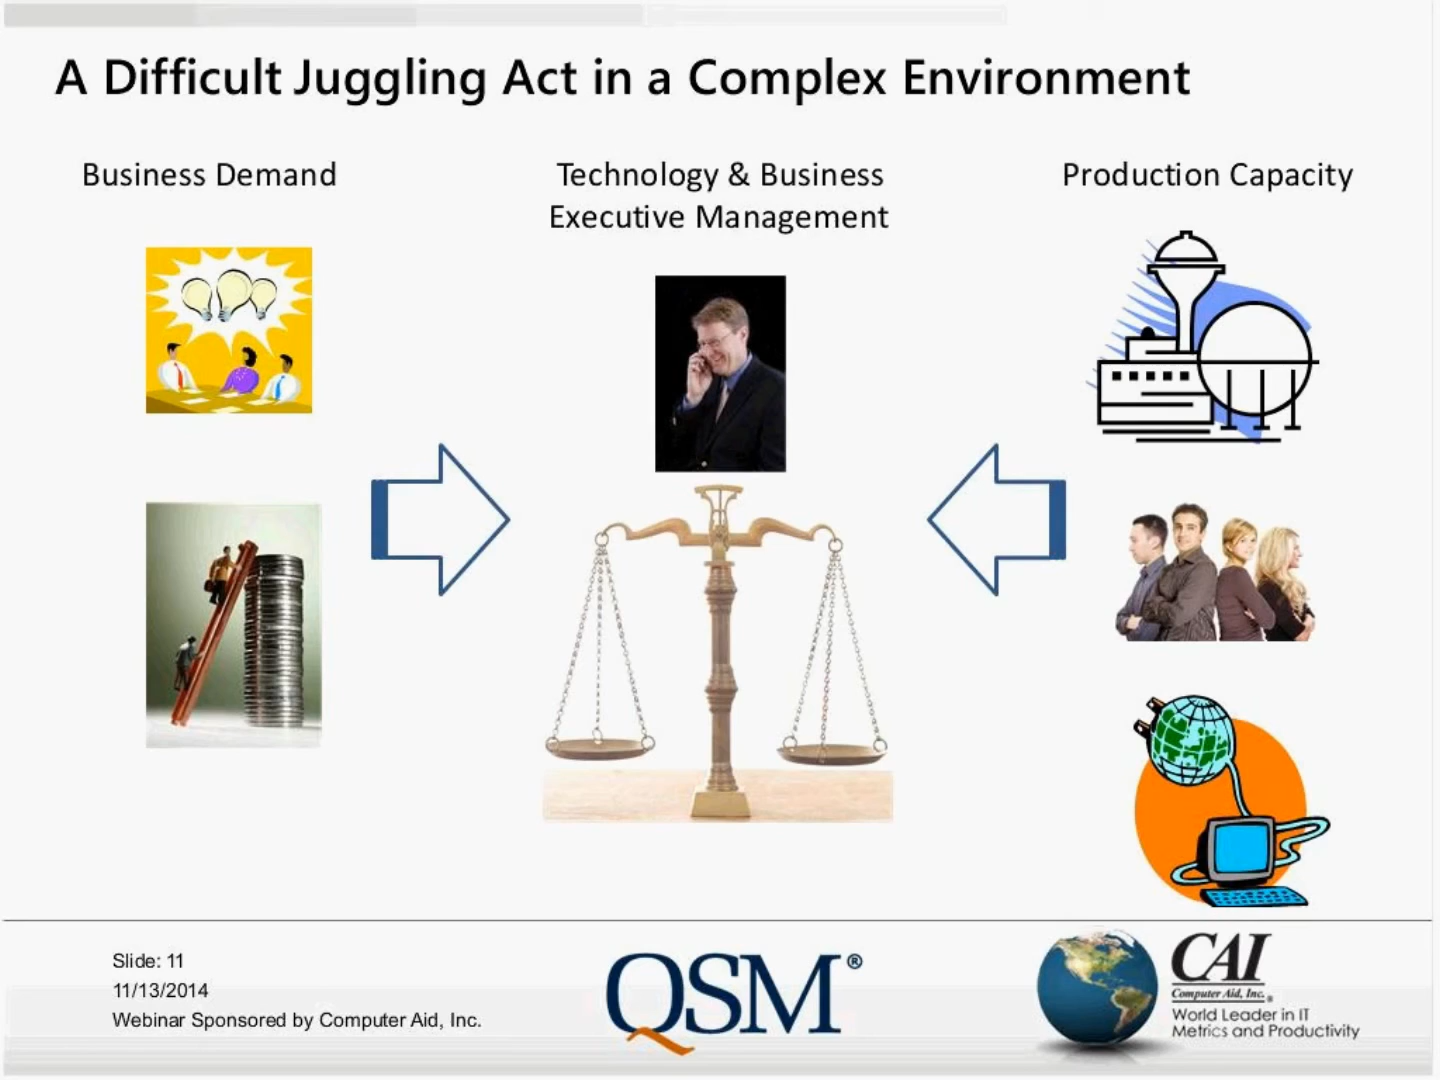 A Difficult Juggling Act in a Complex Environment
Business Demand
Technology & Business
Executive Management
Production Capacity
Slide: 11
11/13/2014
Webinar Sponsored by Computer Aid, Inc.
QSM®
CAI
Computer Aid, Inc.®
World Leader in IT
Metrics and Productivity